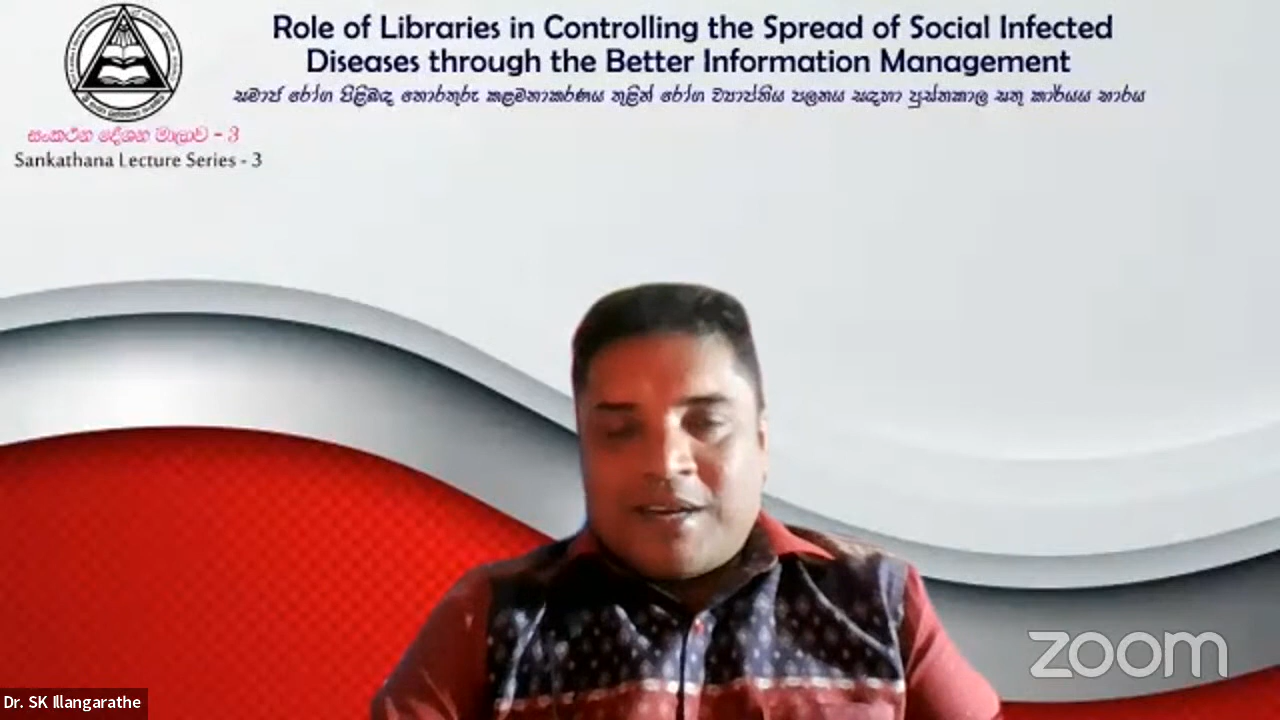 Role of Libraries in Controlling the Spread of Social Infected
Diseases through the Better Information Management
සමාජ රෝග පිළිබඳ තොරතුරු කළමනාකරණය තුළින් රෝග ව්‍යාප්තිය පලනය සඳහා පුස්තකාල සතු කාර්යය භාරය
සංකථන දේශන මාලාව - 3
Sankathana Lecture Series - 3
zoom
Dr. SK Illangarathe